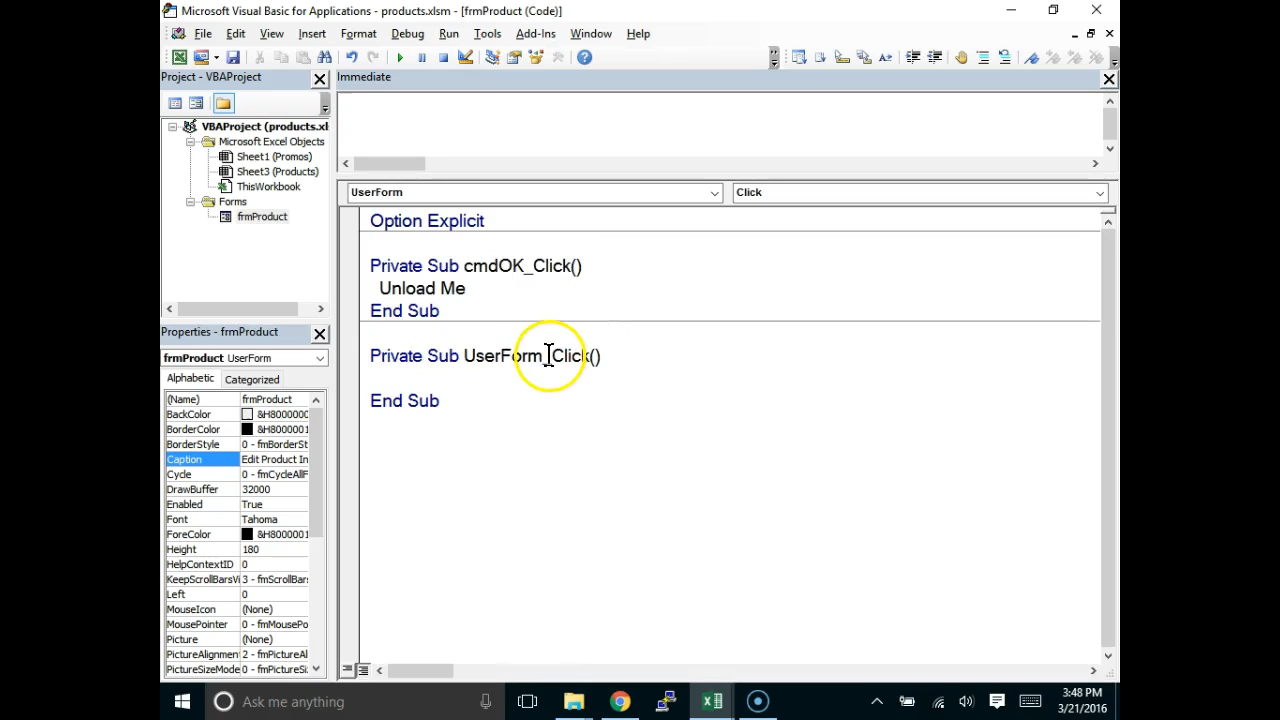 Microsoft Visual Basic for Applications - products.xlsm - [frmProduct (Code)]
File Edit View Insert Format Debug Run Tools Add-Ins Window Help
Project - VBAProject
Immediate
VBAProject (products.xl
Microsoft Excel Objects
Sheet1 (Promos)
Sheet3 (Products)
ThisWorkbook
Forms
frmProduct
UserForm
Click
Option Explicit
Private Sub cmdOK_Click()
Unload Me
End Sub
Private Sub UserForm_Click()
End Sub
Properties - frmProduct
frmProduct UserForm
Alphabetic Categorized
(Name) frmProduct
BackColor &H8000000
BorderColor &H8000001
BorderStyle 0 - fmBorderSt
Caption Edit Product In
Cycle 0 - fmCycleAllF
DrawBuffer 32000
Enabled True
Font Tahoma
ForeColor &H8000001
Height 180
HelpContextID 0
KeepScrollBarsVi 3 - fmScrollBars
Left 0
MouseIcon (None)
MousePointer 0 - fmMousePo
Picture (None)
PictureAlignment 2 - fmPictureAl
PictureSizeMode 0 - fmPictureSi
Ask me anything
3:48 PM
3/21/2016